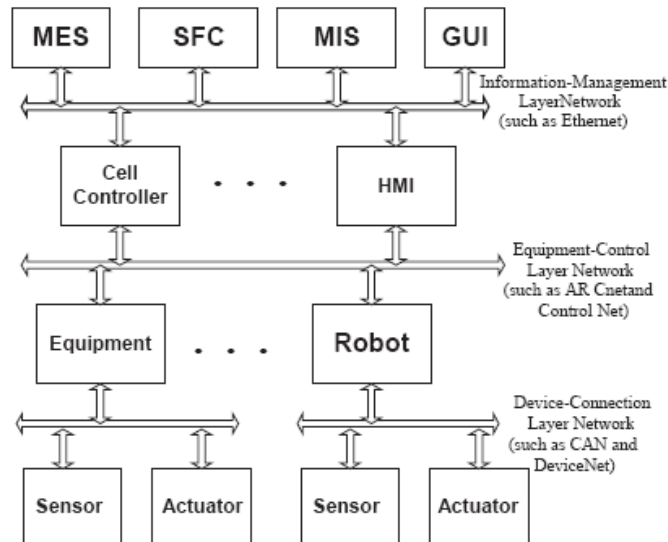 MES SFC MIS GUI
Information-Management
LayerNetwork
(such as Ethernet)
Cell
Controller
. . .
HMI
Equipment-Control
Layer Network
(such as AR Cnetand
Control Net)
Equipment
. . .
Robot
Device-Connection
Layer Network
(such as CAN and
DeviceNet)
Sensor Actuator Sensor Actuator